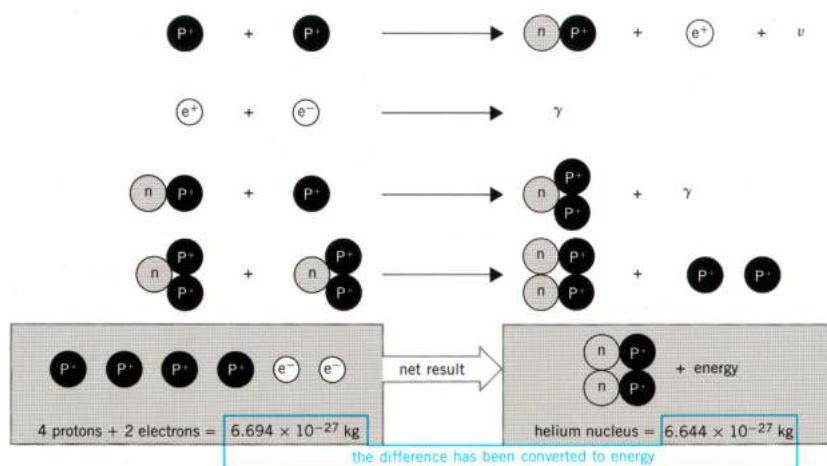 P⁺ + P⁺ n P⁺ + e⁺ + ν
e⁺ + e⁻ γ
n P⁺ + P⁺ n P⁺ P⁺ + γ
n P⁺ P⁺ + n P⁺ P⁺ n P⁺ n P⁺ + P⁺ P⁺
P⁺ P⁺ P⁺ P⁺ e⁻ e⁻ net result n P⁺ n P⁺ + energy
4 protons + 2 electrons = 6.694 × 10⁻²⁷ kg helium nucleus = 6.644 × 10⁻²⁷ kg
the difference has been converted to energy